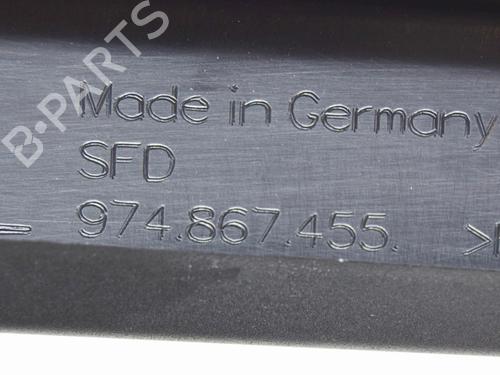 B-PARTS
Made in Germany
SFD
974.867.455.